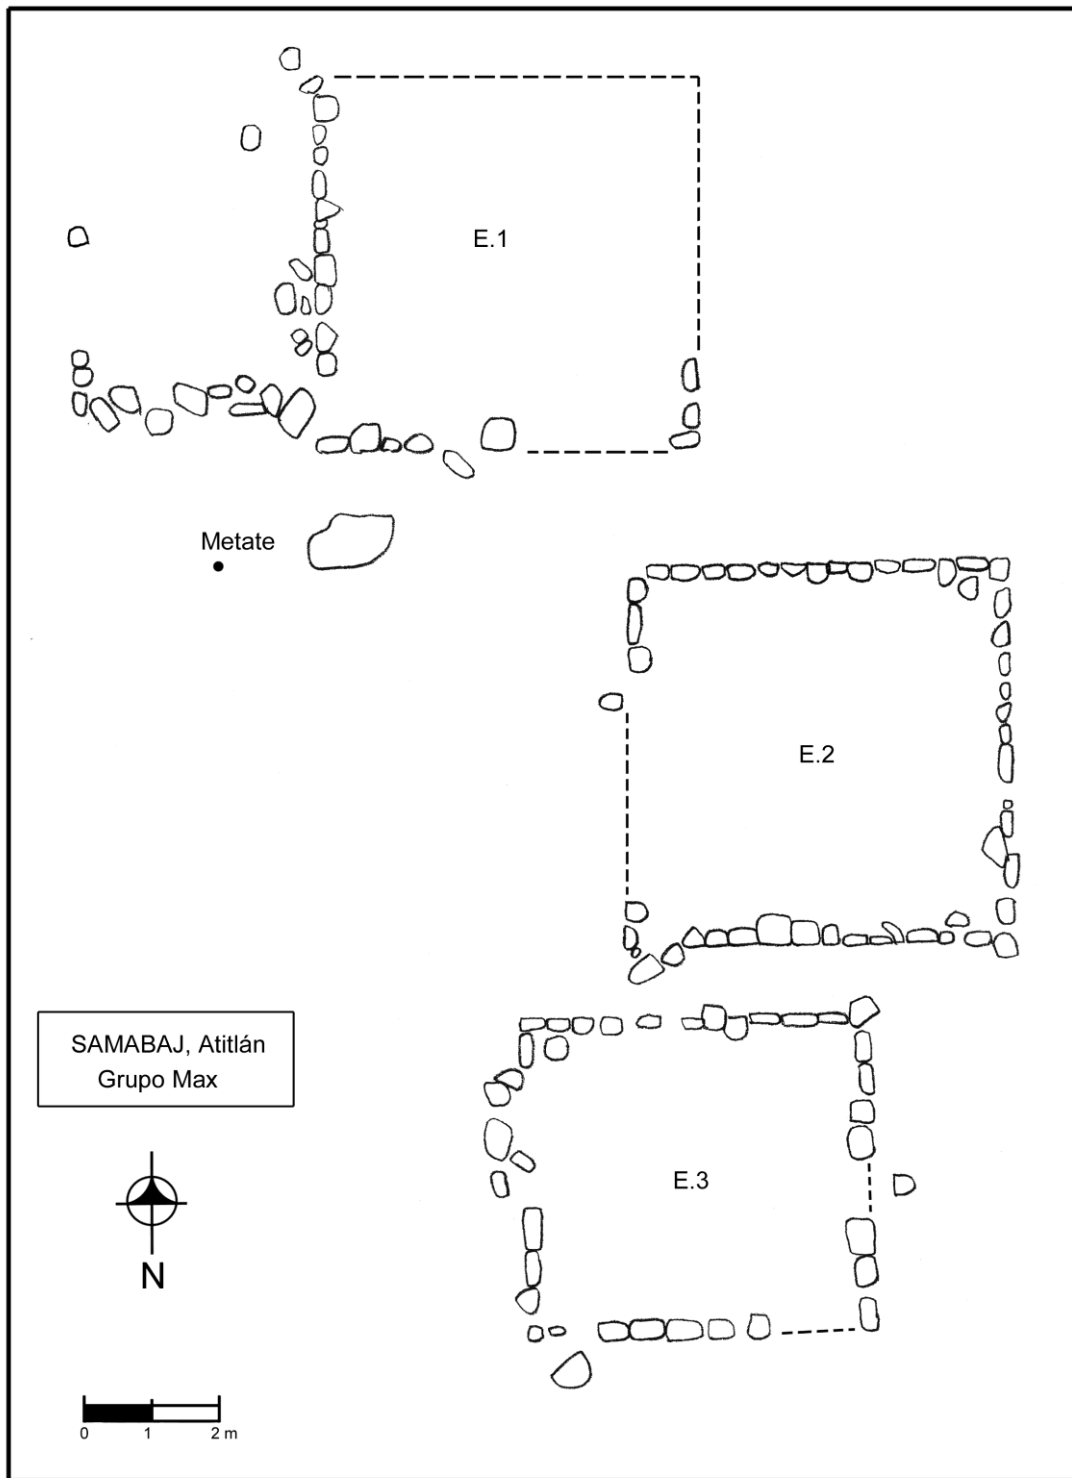 E.1
Metate
E.2
SAMABAJ, Atitlán
Grupo Max
E.3
N
0 1 2 m